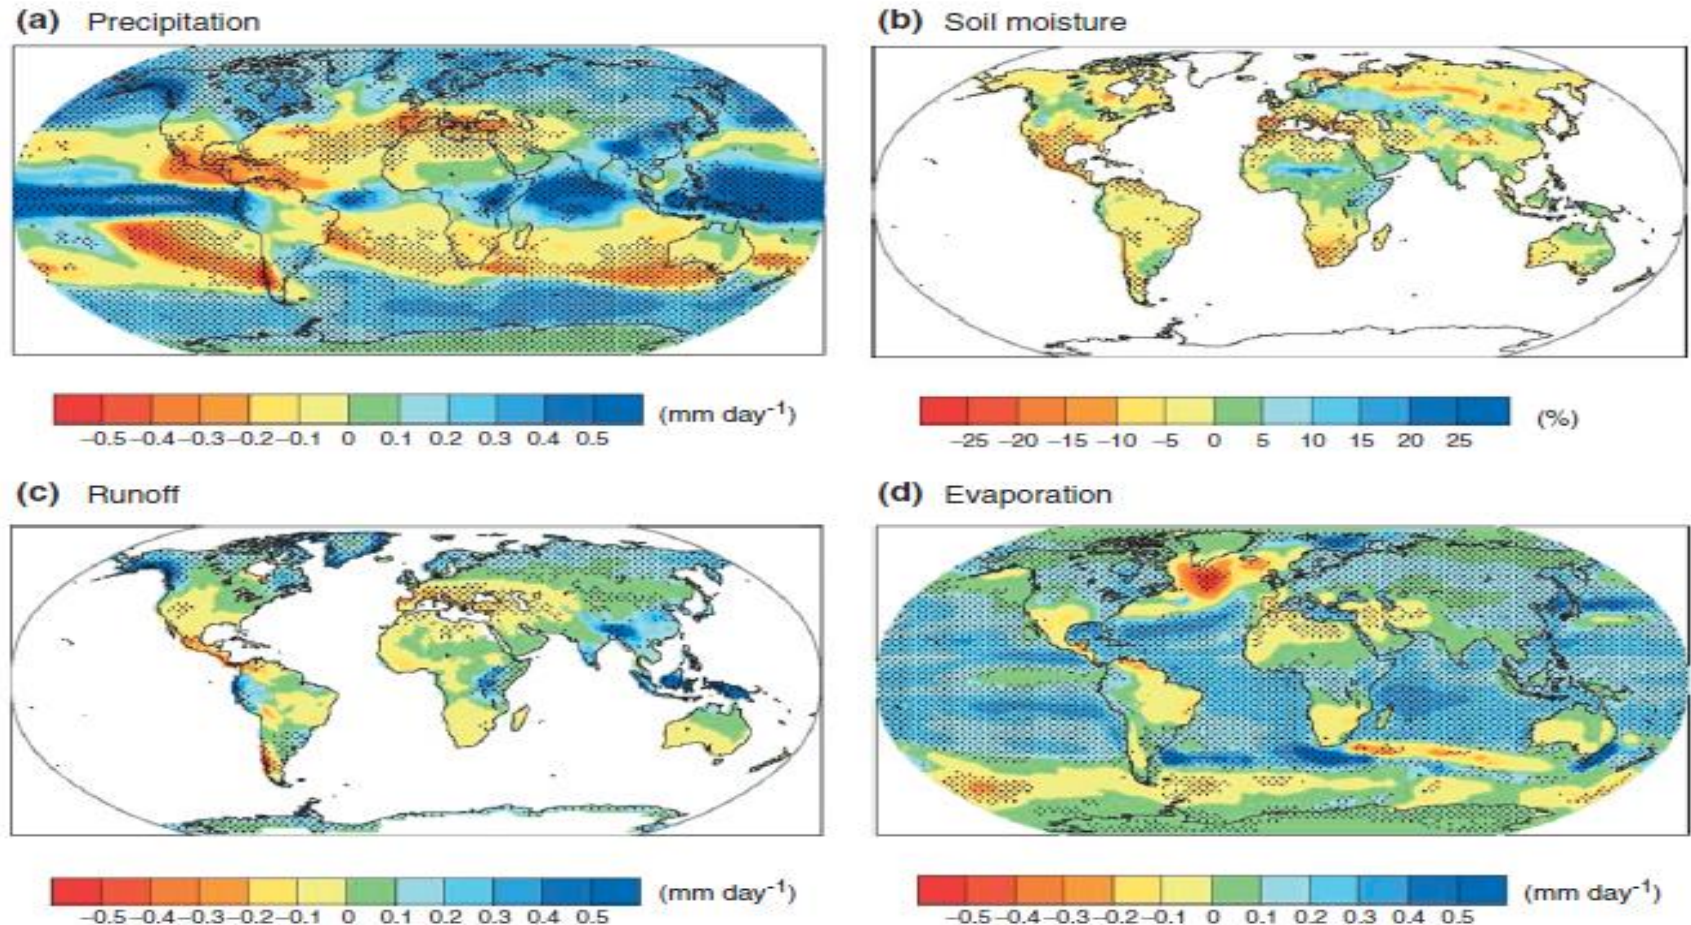 (a) Precipitation
(b) Soil moisture
−0.5 −0.4 −0.3 −0.2 −0.1 0 0.1 0.2 0.3 0.4 0.5 (mm day⁻¹)
−25 −20 −15 −10 −5 0 5 10 15 20 25 (%)
(c) Runoff
(d) Evaporation
−0.5 −0.4 −0.3 −0.2 −0.1 0 0.1 0.2 0.3 0.4 0.5 (mm day⁻¹)
−0.5 −0.4 −0.3 −0.2 −0.1 0 0.1 0.2 0.3 0.4 0.5 (mm day⁻¹)